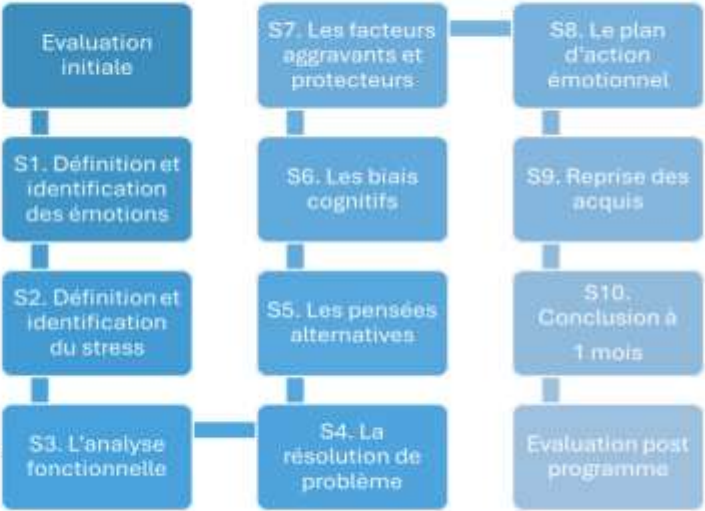 Evaluation
initiale
S1. Définition et
identification
des émotions
S2. Définition et
identification
du stress
S3. L'analyse
fonctionnelle
S4. La
résolution de
problème
S5. Les pensées
alternatives
S6. Les biais
cognitifs
S7. Les facteurs
aggravants et
protecteurs
S8. Le plan
d'action
émotionnel
S9. Reprise des
acquis
S10.
Conclusion à
1 mois
Evaluation post
programme